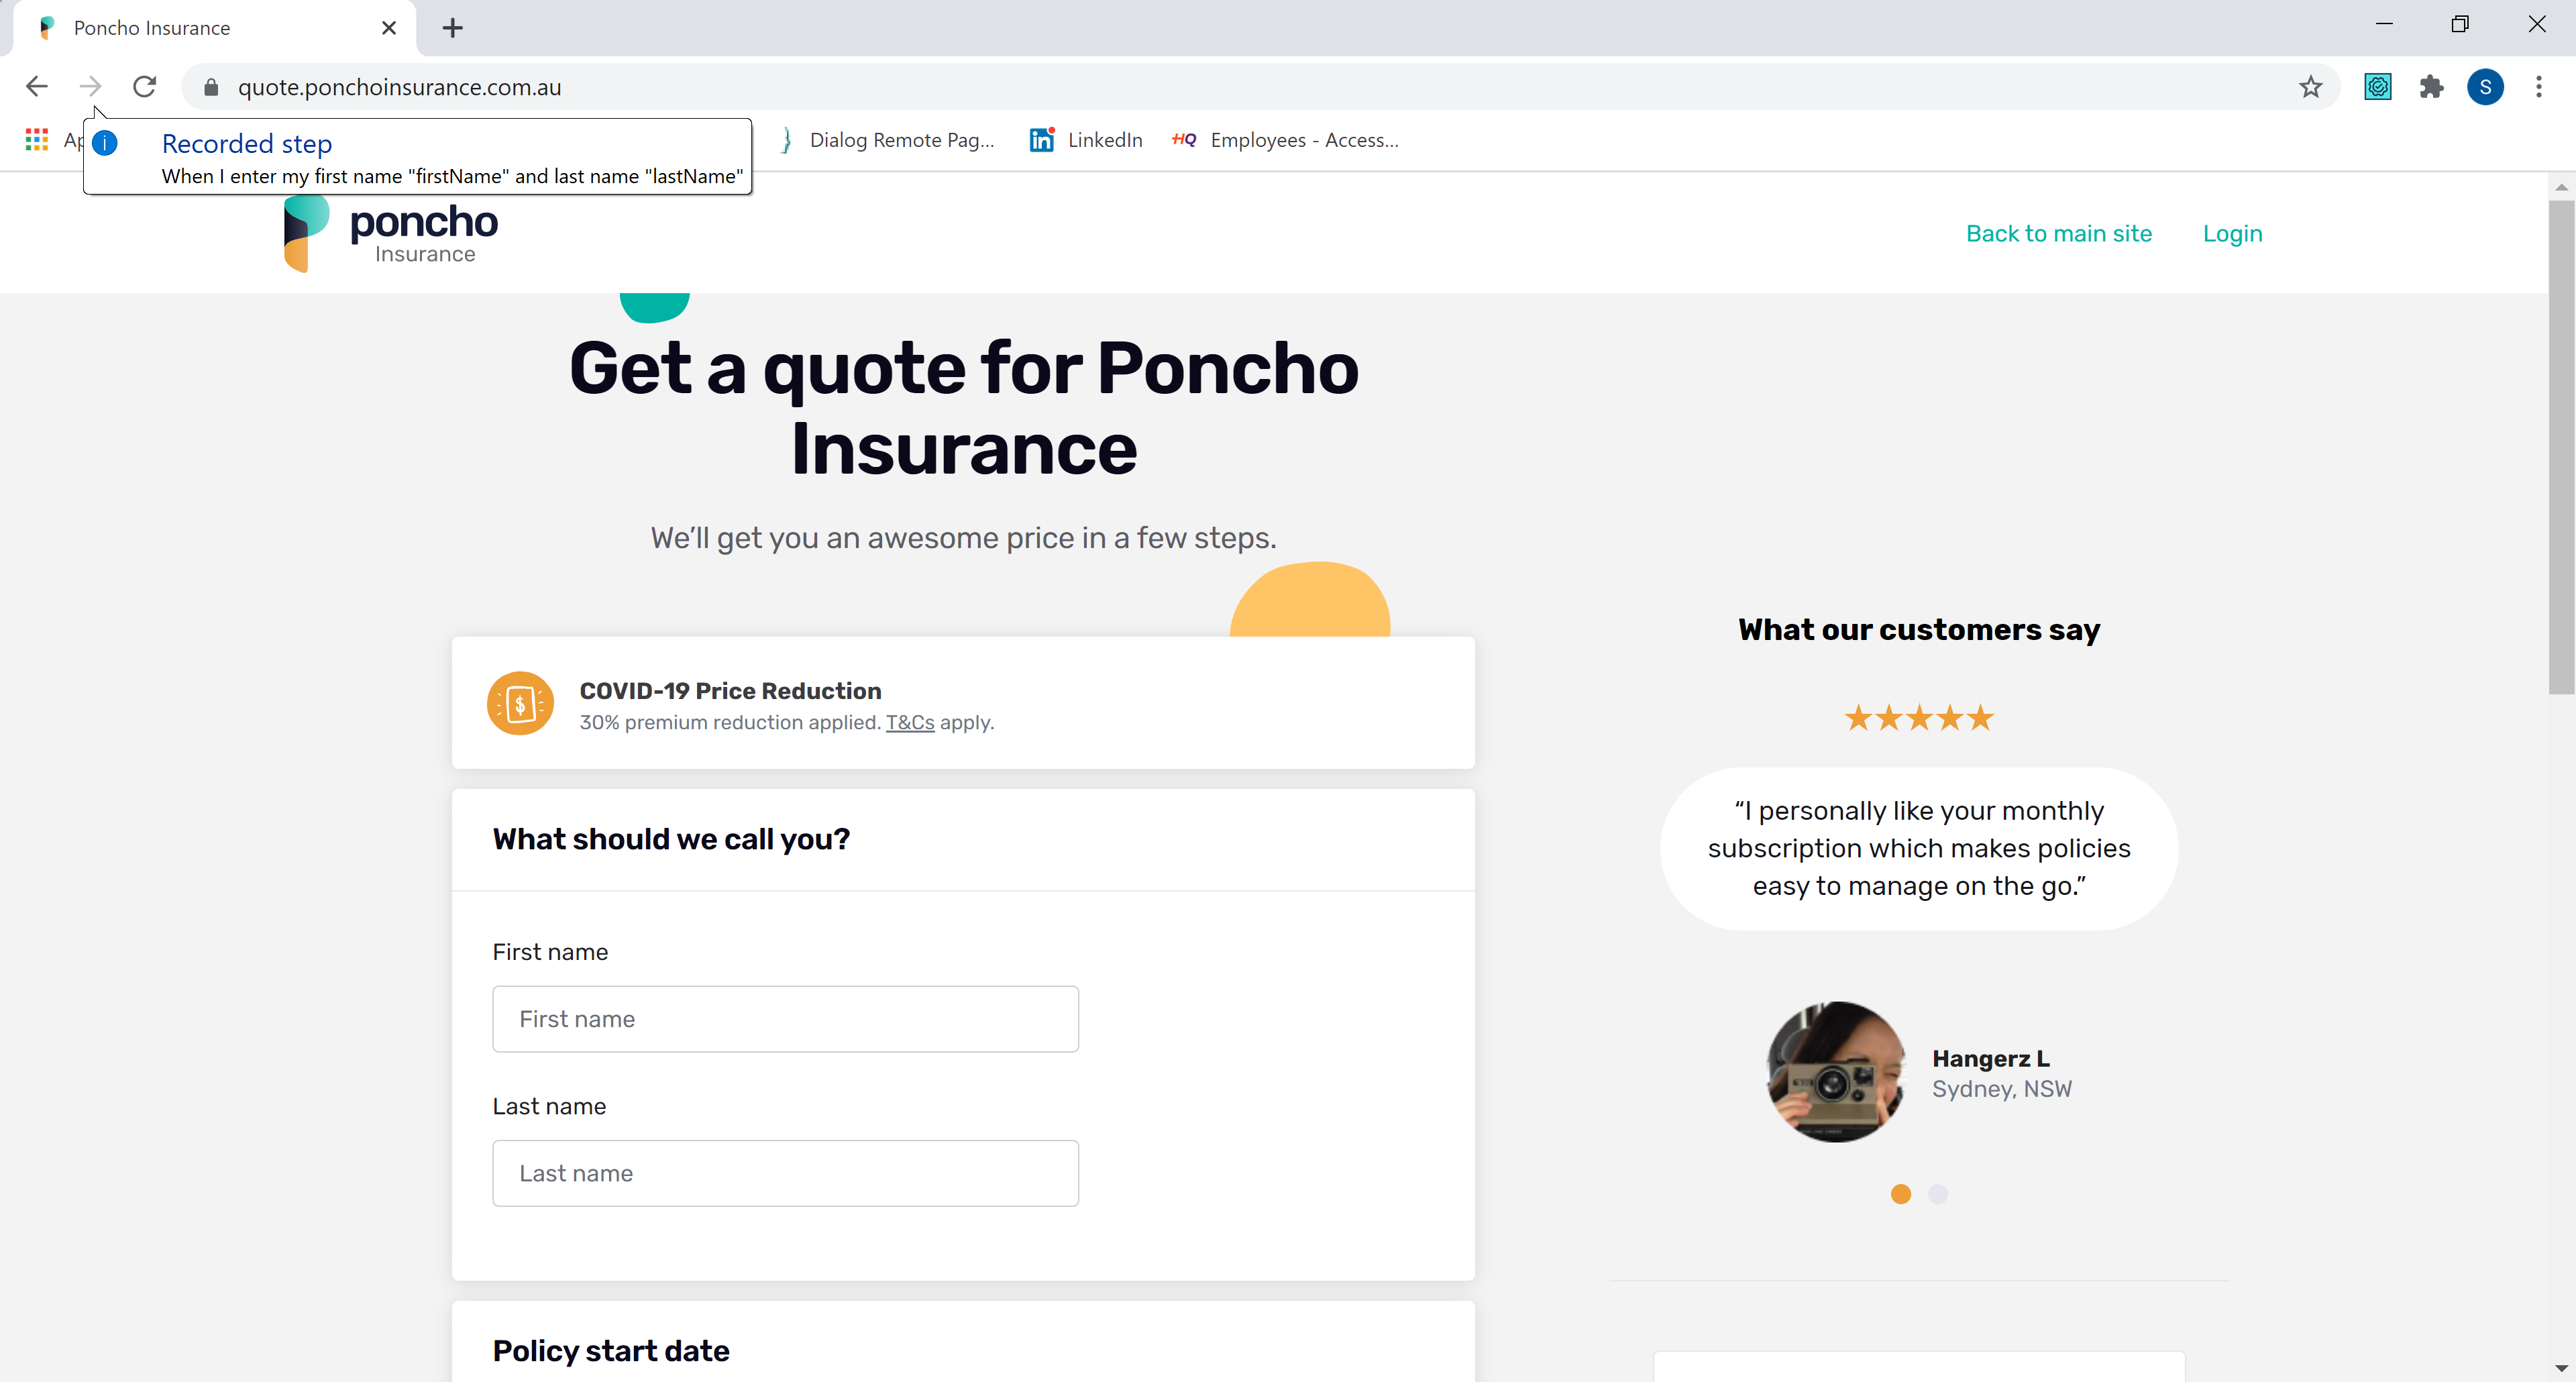 Poncho Insurance
quote.ponchoinsurance.com.au
S
Recorded step
When I enter my first name "firstName" and last name "lastName"
Dialog Remote Pag...
in
LinkedIn
HQ
Employees - Access...
poncho
Insurance
Back to main site
Login
Get a quote for Poncho
Insurance
We’ll get you an awesome price in a few steps.
$
COVID-19 Price Reduction
30% premium reduction applied. T&Cs apply.
What should we call you?
First name
First name
Last name
Last name
Policy start date
What our customers say
“I personally like your monthly
subscription which makes policies
easy to manage on the go.”
Hangerz L
Sydney, NSW